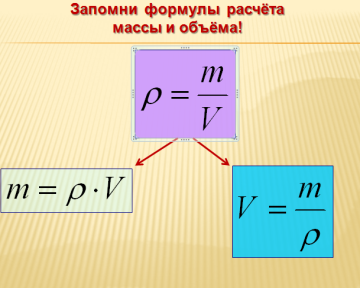 Запомни формулы расчёта
массы и объёма!
ρ = m/V
m = ρ · V
V = m/ρ